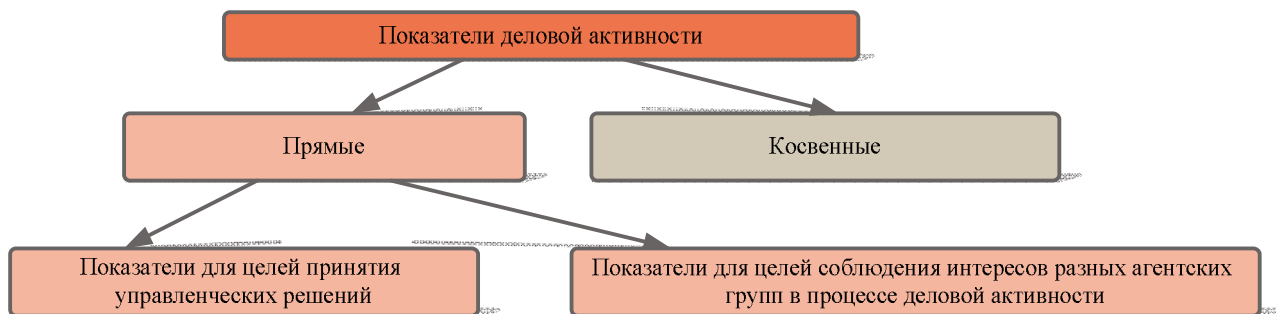 Показатели деловой активности
Прямые
Косвенные
Показатели для целей принятия
управленческих решений
Показатели для целей соблюдения интересов разных агентских
групп в процессе деловой активности